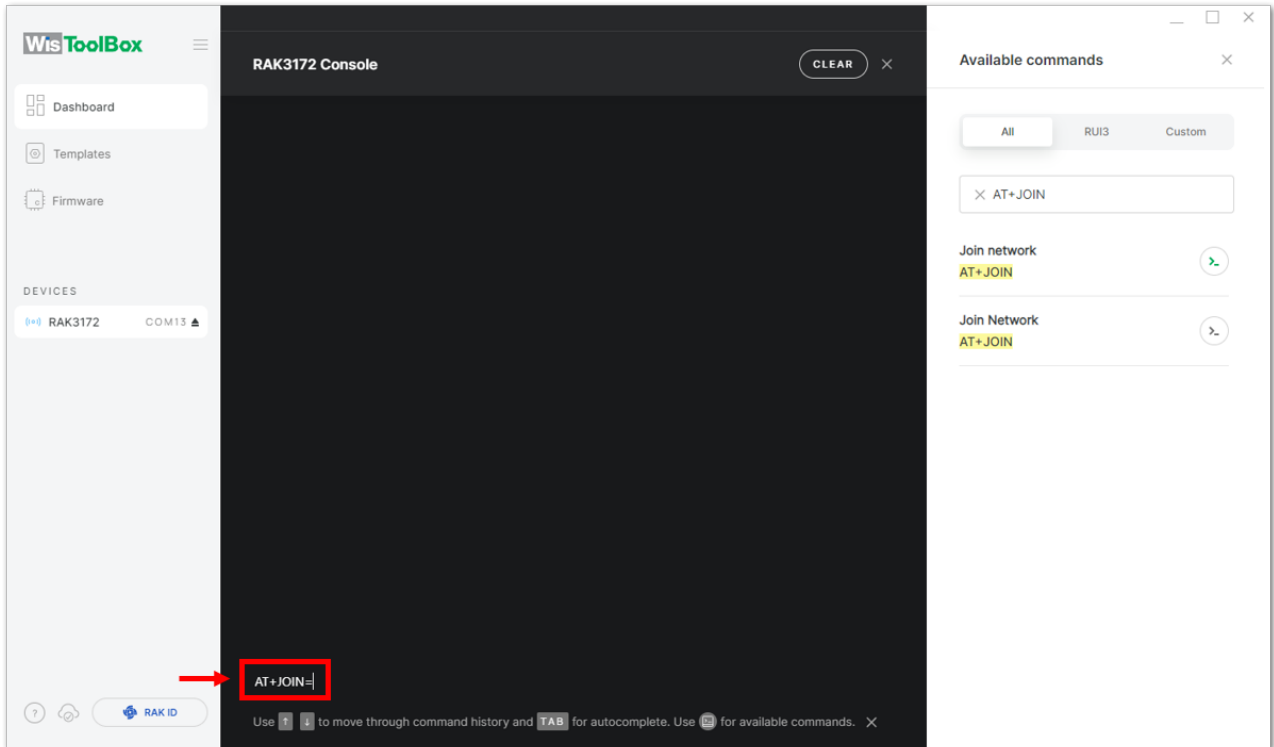 WisToolBox
Dashboard
Templates
Firmware
DEVICES
RAK3172 COM13
? RAK ID
RAK3172 Console CLEAR
AT+JOIN=
Use ↑ ↓ to move through command history and TAB for autocomplete. Use for available commands.
Available commands
All RUI3 Custom
AT+JOIN
Join network
AT+JOIN
Join Network
AT+JOIN